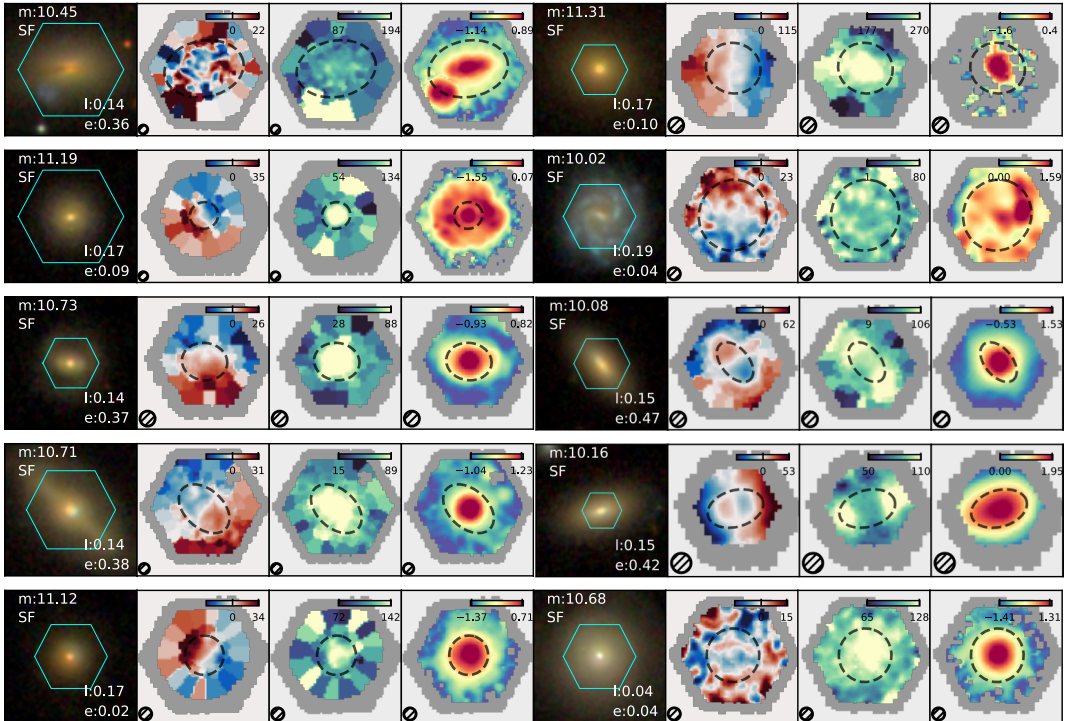 m:10.45
SF
l:0.14
e:0.36
0 22
87 194
−1.14 0.89
m:11.31
SF
l:0.17
e:0.10
0 115
177 270
−1.6 0.4
m:11.19
SF
l:0.17
e:0.09
0 35
54 134
−1.55 0.07
m:10.02
SF
l:0.19
e:0.04
0 23
1 80
0.00 1.59
m:10.73
SF
l:0.14
e:0.37
0 26
28 88
−0.93 0.82
m:10.08
SF
l:0.15
e:0.47
0 62
9 106
−0.53 1.53
m:10.71
SF
l:0.14
e:0.38
0 31
15 89
−1.04 1.23
m:10.16
SF
l:0.15
e:0.42
0 53
50 110
0.00 1.95
m:11.12
SF
l:0.17
e:0.02
0 34
72 142
−1.37 0.71
m:10.68
SF
l:0.04
e:0.04
0 15
65 128
−1.41 1.31